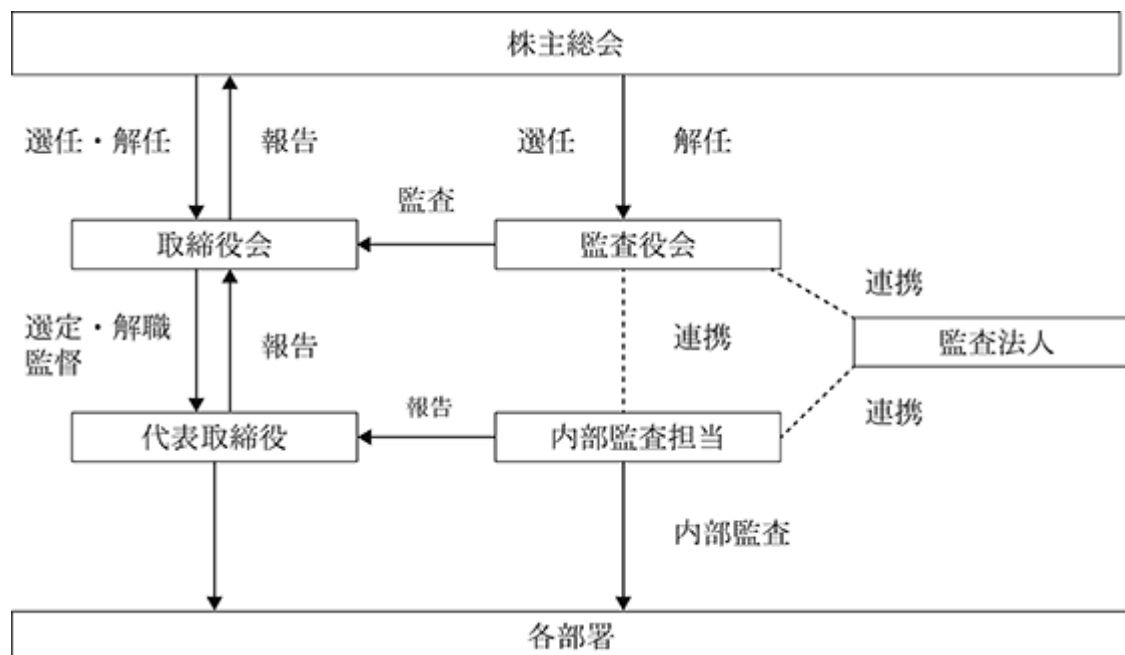 株主総会
選任・解任
報告
選任
解任
監査
取締役会
監査役会
連携
選定・解職
監督
報告
連携
監査法人
報告
連携
代表取締役
内部監査担当
内部監査
各部署